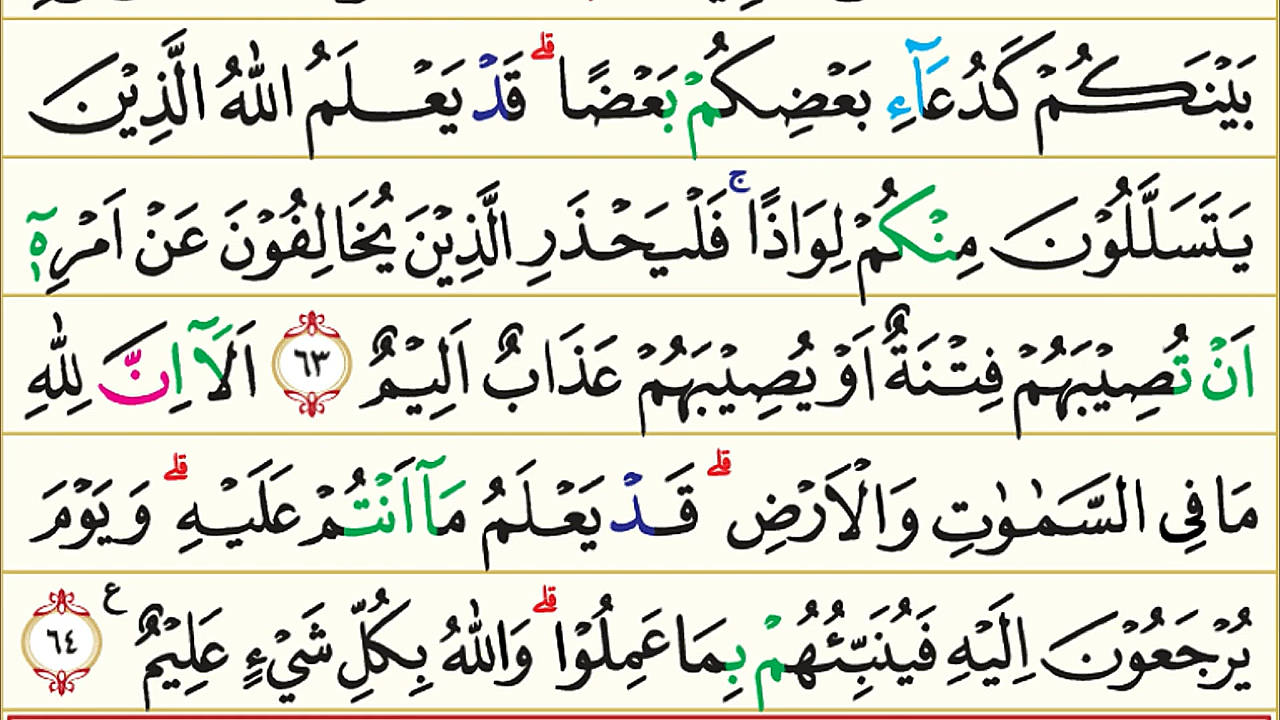 بَيْنَكُمْ كَدُعَآءِ بَعْضِكُمْ بَعْضًا ؕ قَدْ يَعْلَمُ اللّٰهُ الَّذِيْنَ
يَتَسَلَّلُوْنَ مِنْكُمْ لِوَاذًا ۚ فَلْيَحْذَرِ الَّذِيْنَ يُخَالِفُوْنَ عَنْ اَمْرِهٖۤ
اَنْ تُصِيْبَهُمْ فِتْنَةٌ اَوْ يُصِيْبَهُمْ عَذَابٌ اَلِيْمٌ ٦٣ اَلَاۤ اِنَّ لِلّٰهِ
مَا فِي السَّمٰوٰتِ وَالْاَرْضِ ۗ قَدْ يَعْلَمُ مَاۤ اَنْتُمْ عَلَيْهِ ۗ وَيَوْمَ
يُرْجَعُوْنَ اِلَيْهِ فَيُنَبِّئُهُمْ بِمَا عَمِلُوْا ۗ وَاللّٰهُ بِكُلِّ شَيْءٍ عَلِيْمٌ ع ٦٤